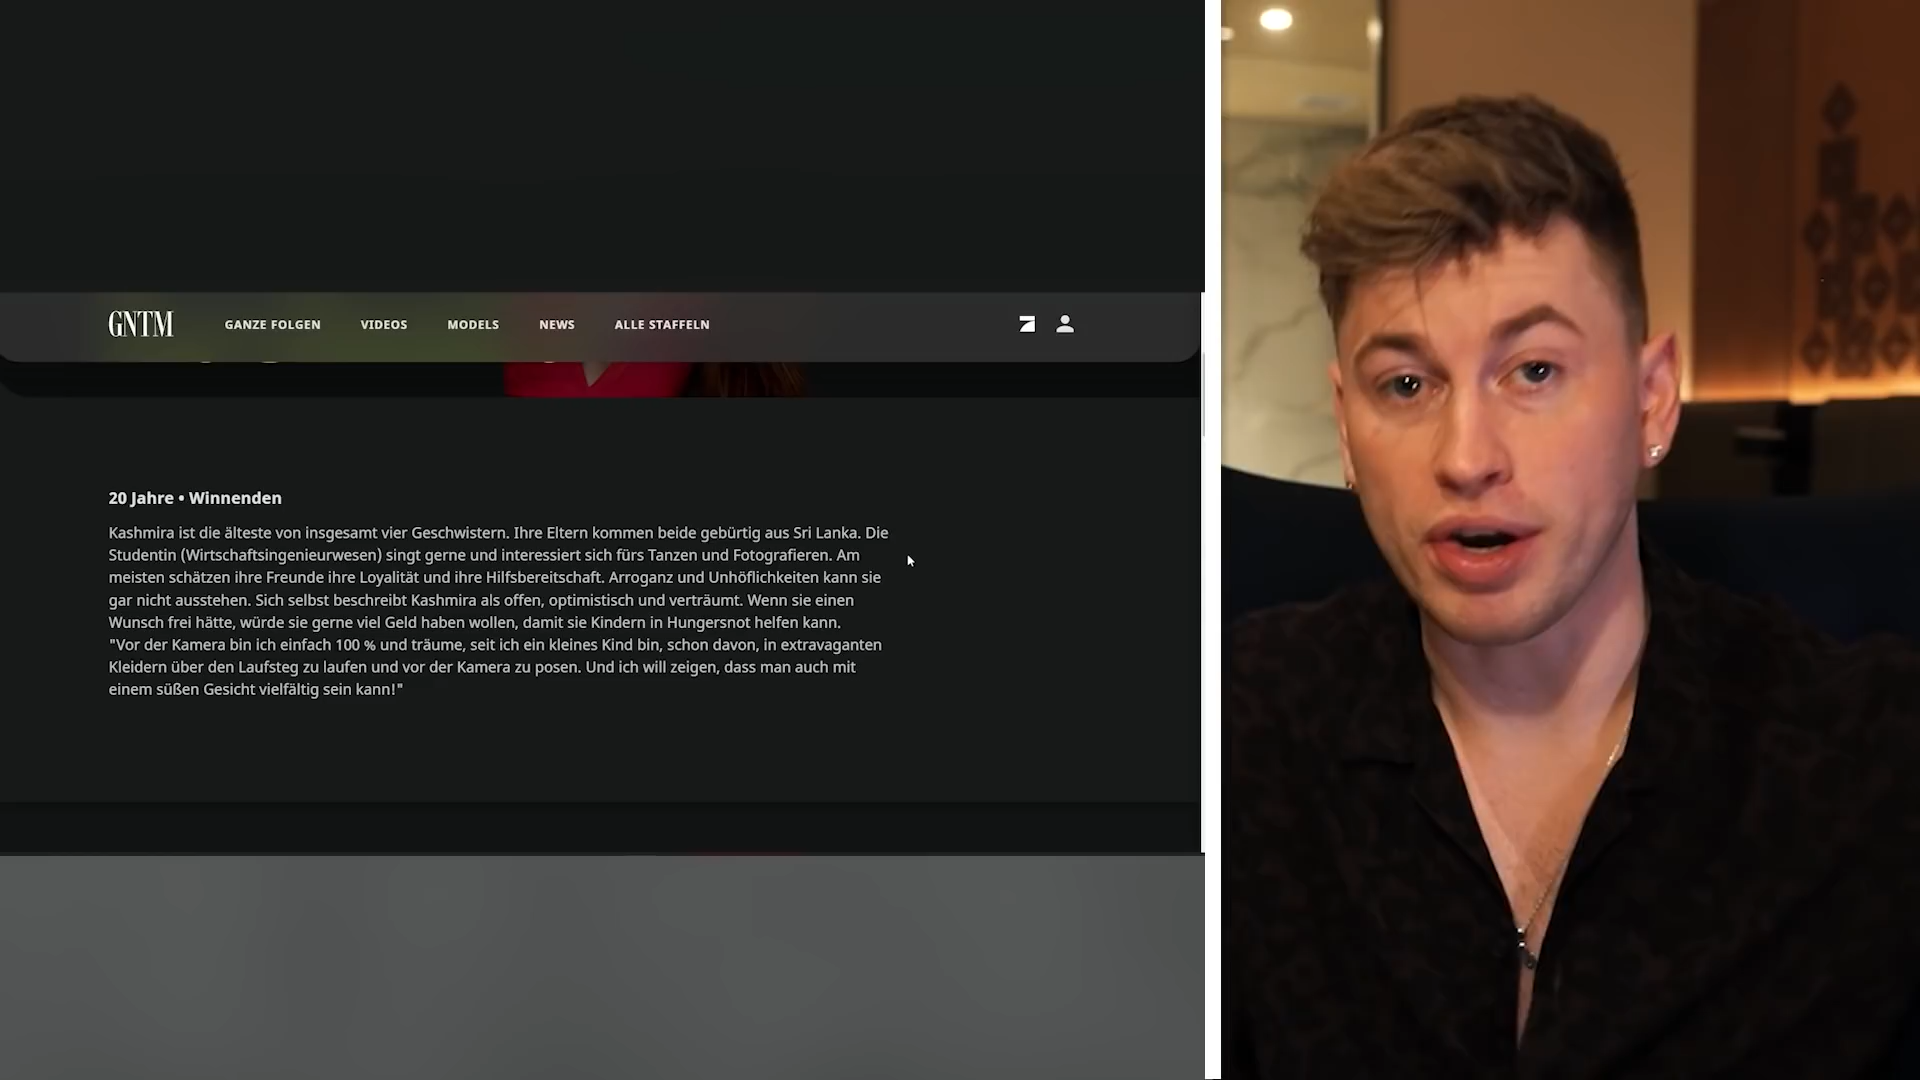 GNTM GANZE FOLGEN VIDEOS MODELS NEWS ALLE STAFFELN
20 Jahre • Winnenden
Kashmira ist die älteste von insgesamt vier Geschwistern. Ihre Eltern kommen beide gebürtig aus Sri Lanka. Die
Studentin (Wirtschaftsingenieurwesen) singt gerne und interessiert sich fürs Tanzen und Fotografieren. Am
meisten schätzen ihre Freunde ihre Loyalität und ihre Hilfsbereitschaft. Arroganz und Unhöflichkeiten kann sie
gar nicht ausstehen. Sich selbst beschreibt Kashmira als offen, optimistisch und verträumt. Wenn sie einen
Wunsch frei hätte, würde sie gerne viel Geld haben wollen, damit sie Kindern in Hungersnot helfen kann.
"Vor der Kamera bin ich einfach 100 % und träume, seit ich ein kleines Kind bin, schon davon, in extravaganten
Kleidern über den Laufsteg zu laufen und vor der Kamera zu posen. Und ich will zeigen, dass man auch mit
einem süßen Gesicht vielfältig sein kann!"